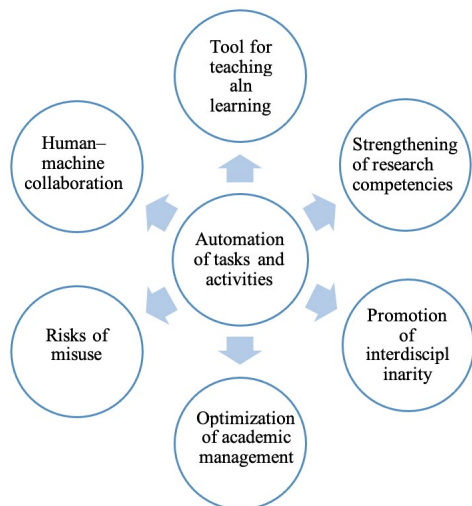 Tool for
teaching
aln
learning
Human–
machine
collaboration
Strengthening
of research
competencies
Automation
of tasks and
activities
Risks of
misuse
Promotion
of
interdiscipl
inarity
Optimization
of academic
management